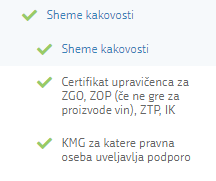 Sheme kakovosti
Sheme kakovosti
Certifikat upravičenca za
ZGO, ZOP (če ne gre za
proizvode vin), ZTP, IK
KMG za katere pravna
oseba uveljavlja podporo